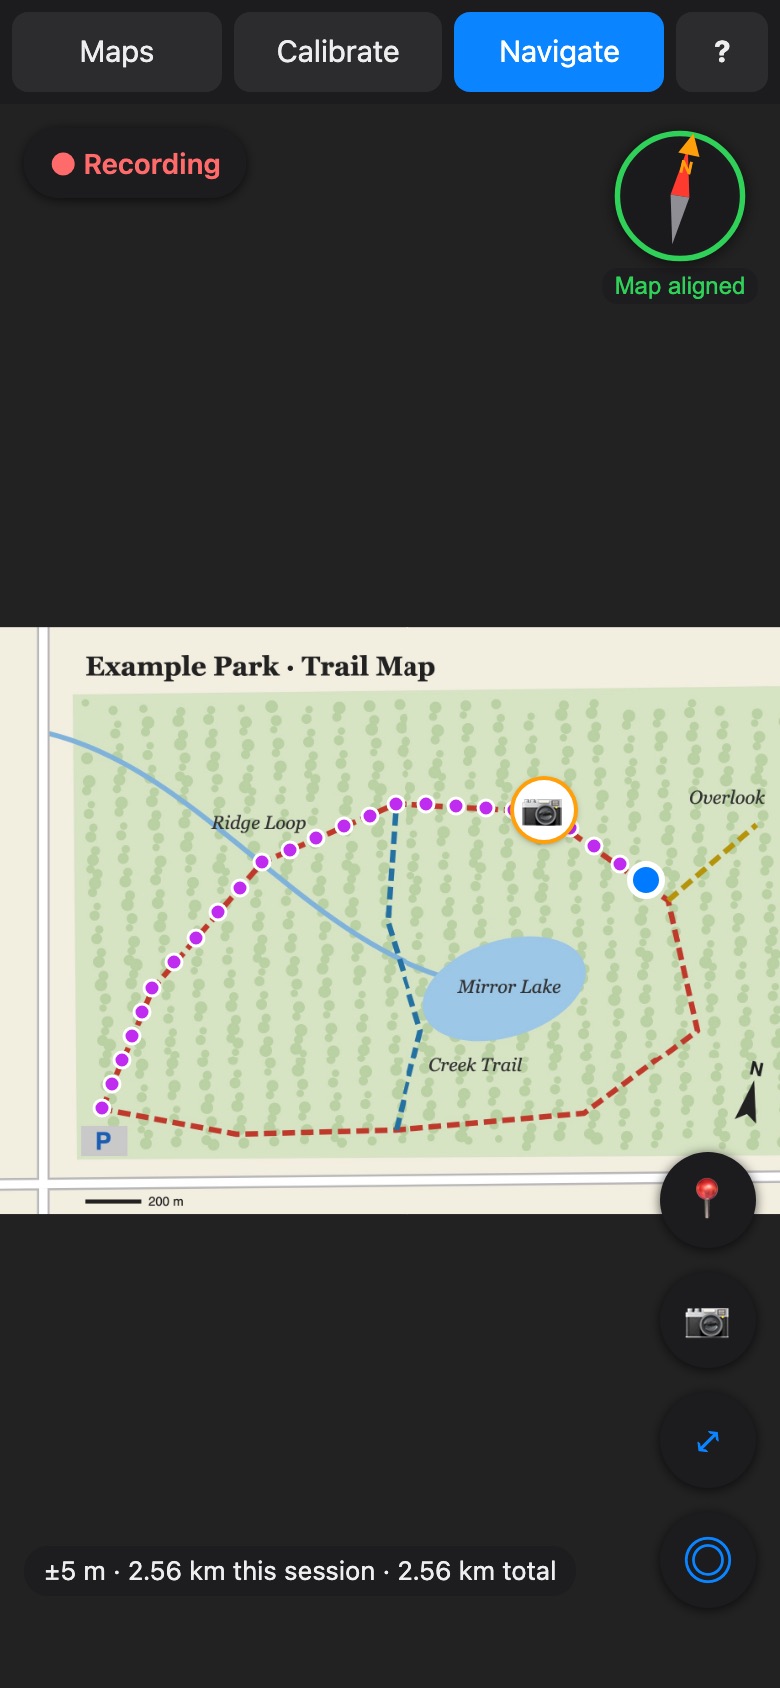 Maps
Calibrate
Navigate
?
Recording
N
Map aligned
Example Park · Trail Map
Overlook
Ridge Loop
Mirror Lake
Creek Trail
N
P
200 m
±5 m · 2.56 km this session · 2.56 km total